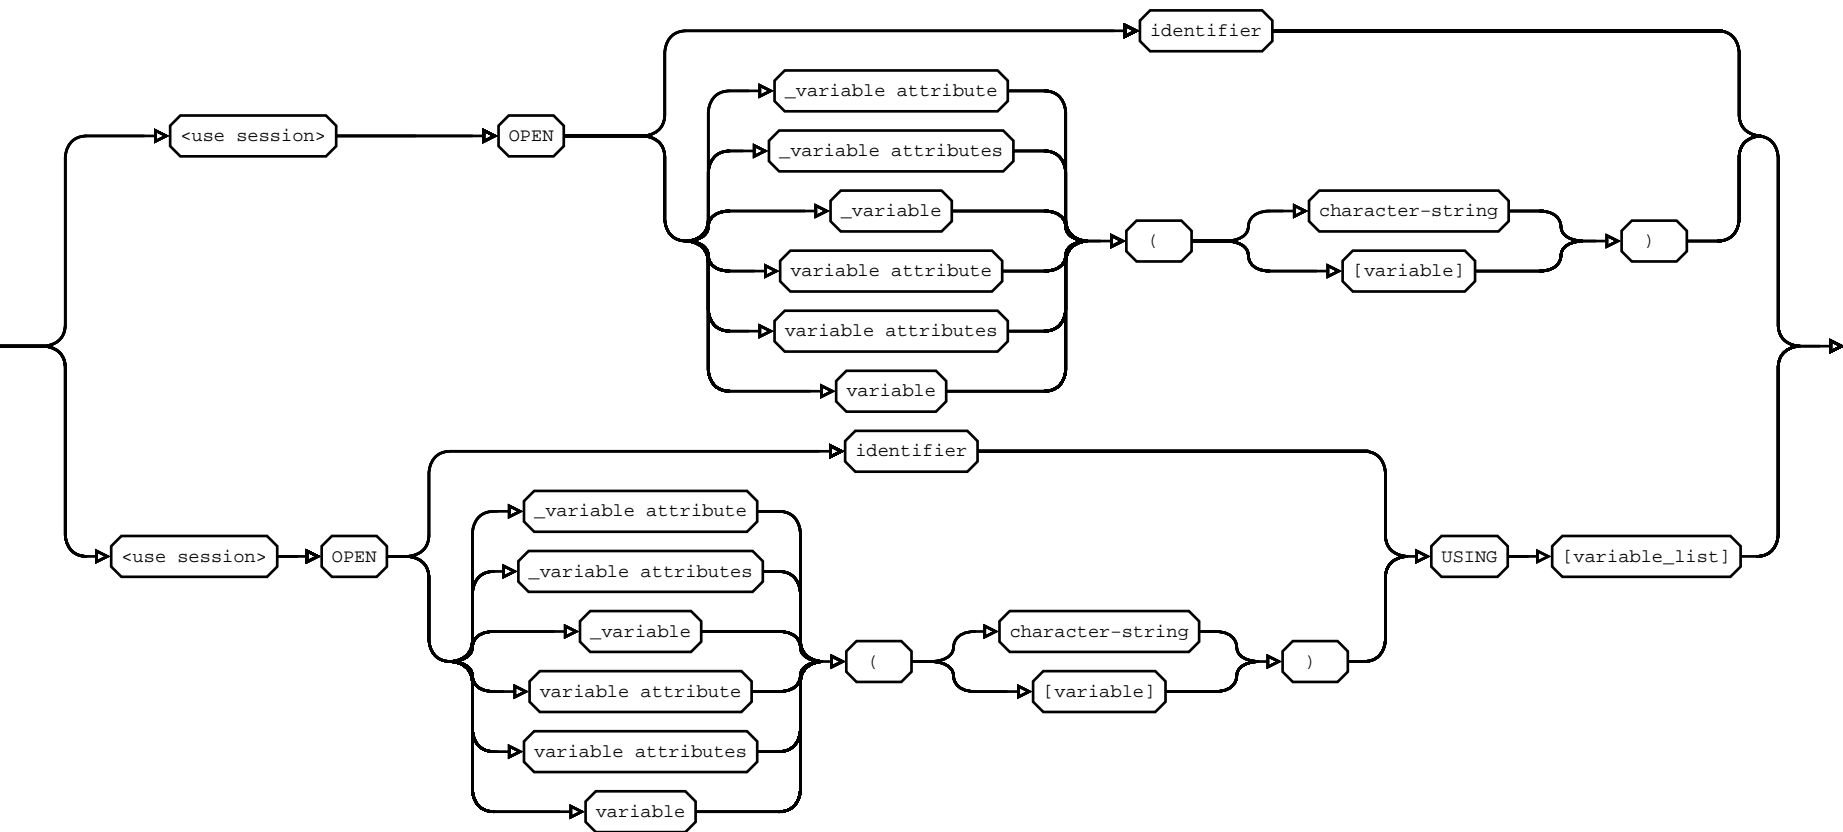 identifier
_variable attribute
<use session> OPEN
_variable attributes
_variable character-string
( )
variable attribute [variable]
variable attributes
variable
identifier
_variable attribute
<use session> OPEN USING [variable_list]
_variable attributes
_variable character-string
( )
variable attribute [variable]
variable attributes
variable